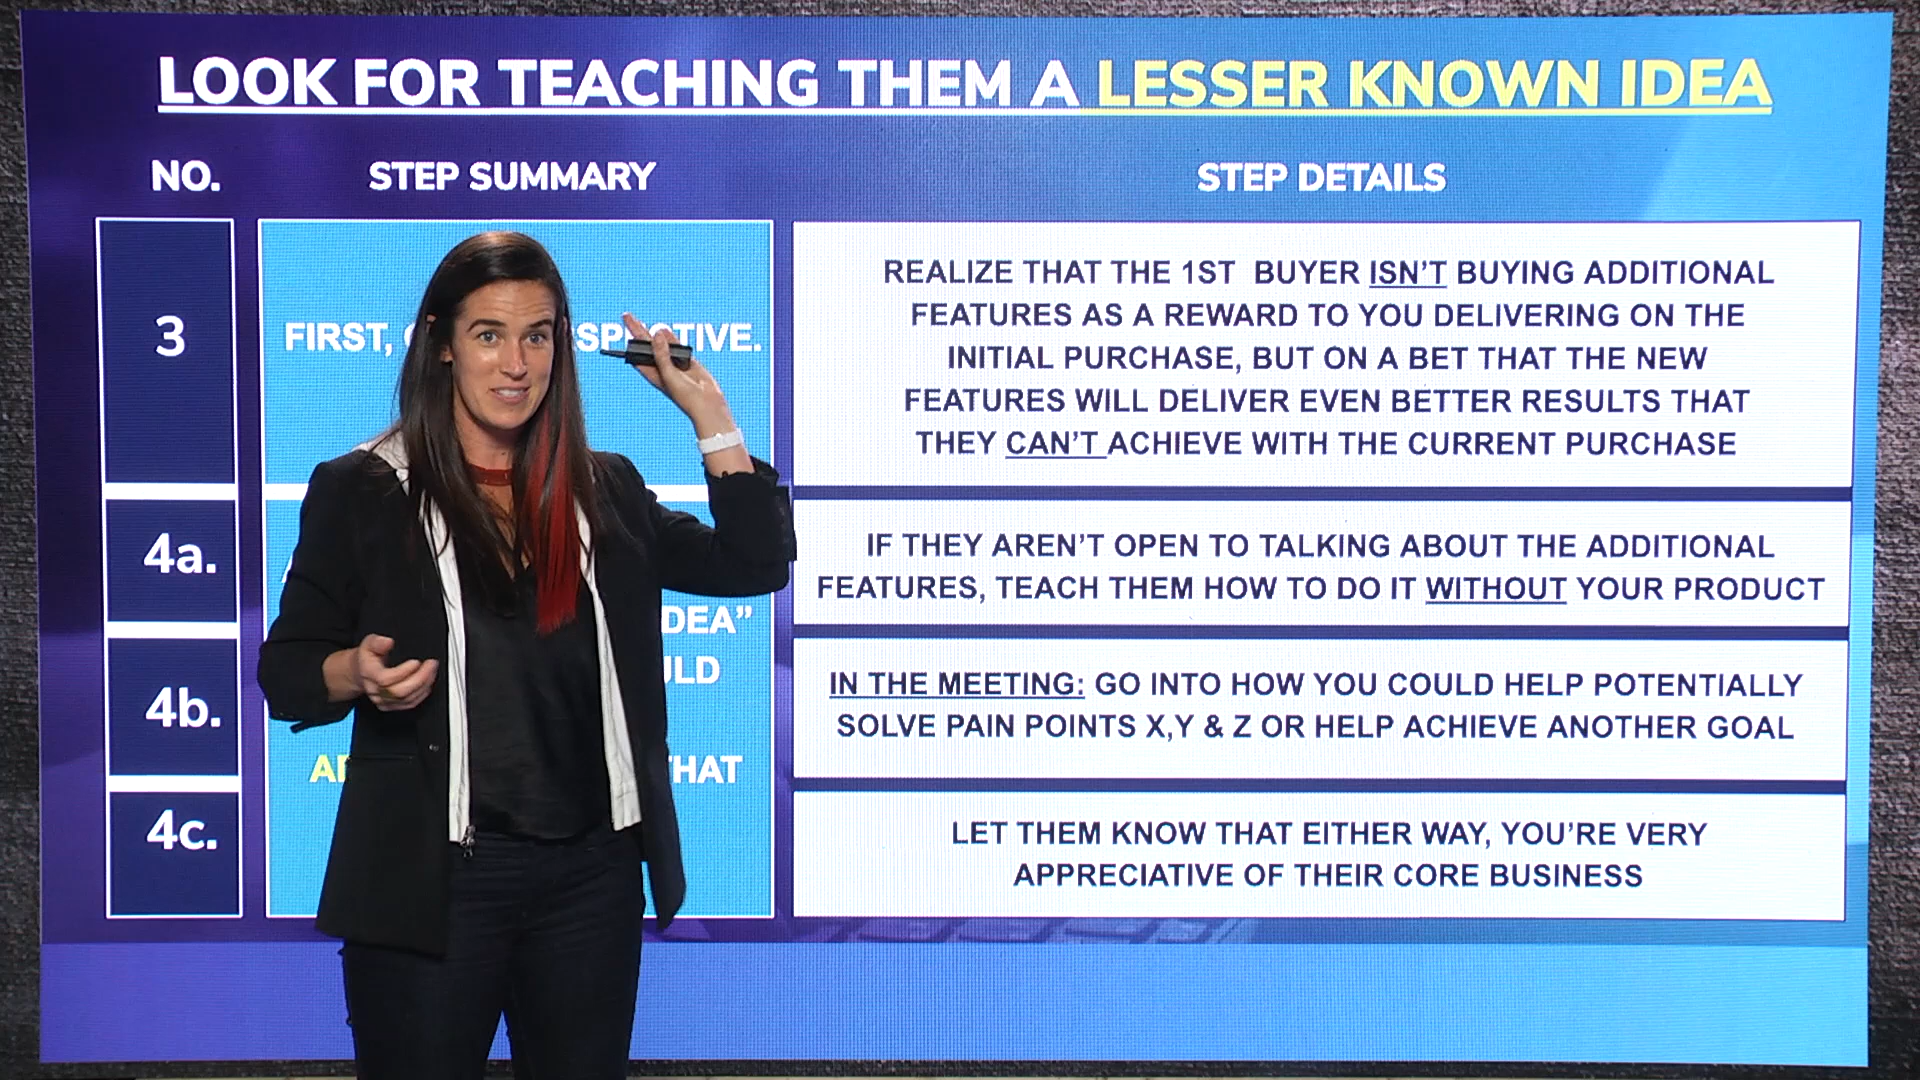 LOOK FOR TEACHING THEM A LESSER KNOWN IDEA
NO.
STEP SUMMARY
STEP DETAILS
3
FIRST,
REALIZE THAT THE 1ST BUYER ISN'T BUYING ADDITIONAL
FEATURES AS A REWARD TO YOU DELIVERING ON THE
INITIAL PURCHASE, BUT ON A BET THAT THE NEW
FEATURES WILL DELIVER EVEN BETTER RESULTS THAT
THEY CAN'T ACHIEVE WITH THE CURRENT PURCHASE
4a.
IF THEY AREN'T OPEN TO TALKING ABOUT THE ADDITIONAL
FEATURES, TEACH THEM HOW TO DO IT WITHOUT YOUR PRODUCT
4b.
IN THE MEETING: GO INTO HOW YOU COULD HELP POTENTIALLY
SOLVE PAIN POINTS X,Y & Z OR HELP ACHIEVE ANOTHER GOAL
4c.
LET THEM KNOW THAT EITHER WAY, YOU'RE VERY
APPRECIATIVE OF THEIR CORE BUSINESS